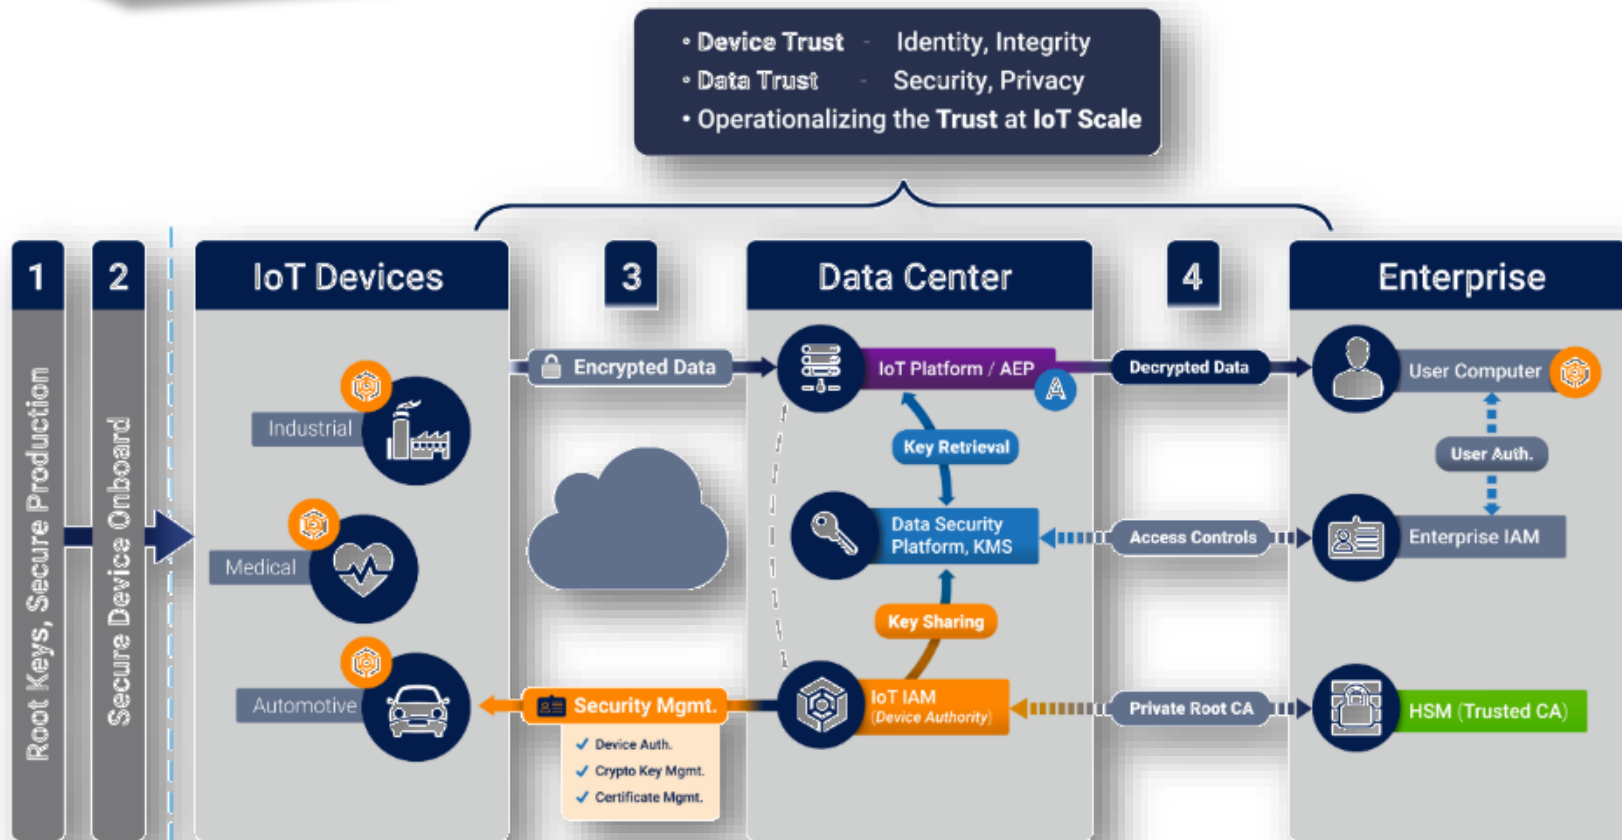 • Device Trust - Identity, Integrity
• Data Trust - Security, Privacy
• Operationalizing the Trust at IoT Scale
1
2
IoT Devices
3
Data Center
4
Enterprise
Root Keys, Secure Production
Secure Device Onboard
Industrial
Medical
Automotive
Encrypted Data
Security Mgmt.
✓ Device Auth.
✓ Crypto Key Mgmt.
✓ Certificate Mgmt.
IoT Platform / AEP
A
Key Retrieval
Data Security
Platform, KMS
Key Sharing
IoT IAM
(Device Authority)
Decrypted Data
Access Controls
Private Root CA
User Computer
User Auth.
Enterprise IAM
HSM (Trusted CA)